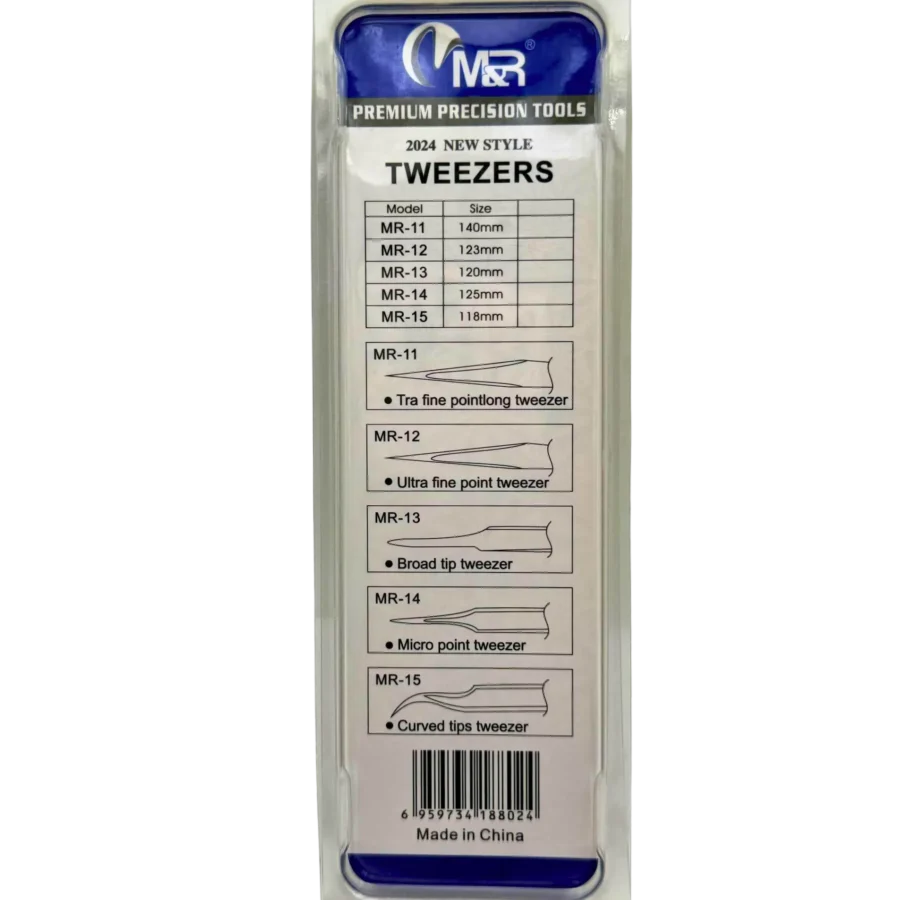 M&R®
PREMIUM PRECISION TOOLS
2024 NEW STYLE
TWEEZERS
Model Size
MR-11 140mm
MR-12 123mm
MR-13 120mm
MR-14 125mm
MR-15 118mm
MR-11
● Tra fine pointlong tweezer
MR-12
● Ultra fine point tweezer
MR-13
● Broad tip tweezer
MR-14
● Micro point tweezer
MR-15
● Curved tips tweezer
6 959734 188024
Made in China